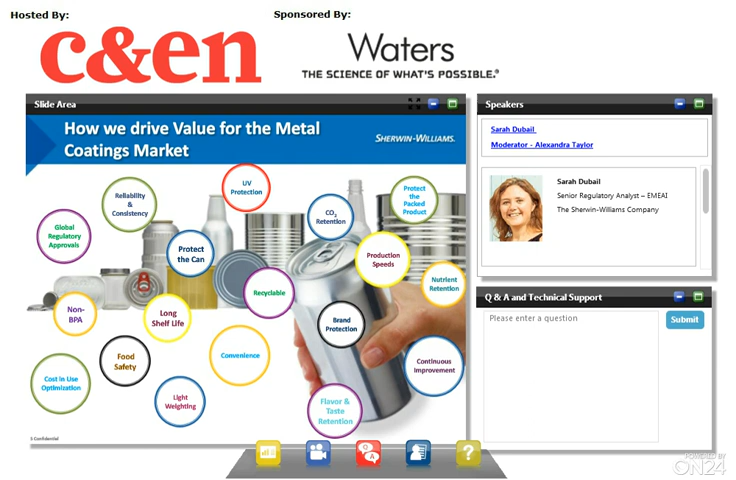 Hosted By:
Sponsored By:
c&en
Waters
THE SCIENCE OF WHAT'S POSSIBLE.®
Slide Area
How we drive Value for the Metal
Coatings Market
SHERWIN-WILLIAMS.
UV
Protection
Reliability
&
Consistency
CO2
Retention
Protect
the
Packed
Product
Global
Regulatory
Approvals
Protect
the Can
Production
Speeds
Recyclable
Nutrient
Retention
Non-
BPA
Long
Shelf Life
Brand
Protection
Food
Safety
Convenience
Continuous
Improvement
Cost in Use
Optimization
Light
Weighting
Flavor &
Taste
Retention
5 Confidential
Speakers
Sarah Dubail
Moderator - Alexandra Taylor
Sarah Dubail
Senior Regulatory Analyst – EMEAI
The Sherwin-Williams Company
Q & A and Technical Support
Please enter a question
Submit
Q
A
?
POWERED BY
ON24